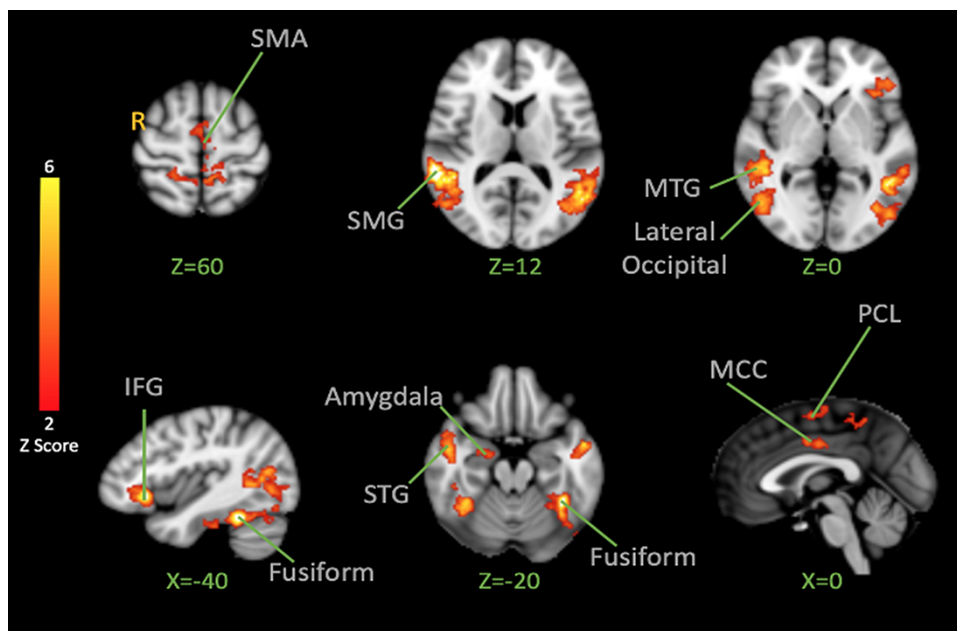 SMA
R
6
SMG
MTG
Lateral
Occipital
Z=60
Z=12
Z=0
PCL
MCC
IFG
Amygdala
2
Z Score
STG
Fusiform
Fusiform
X=-40
Z=-20
X=0